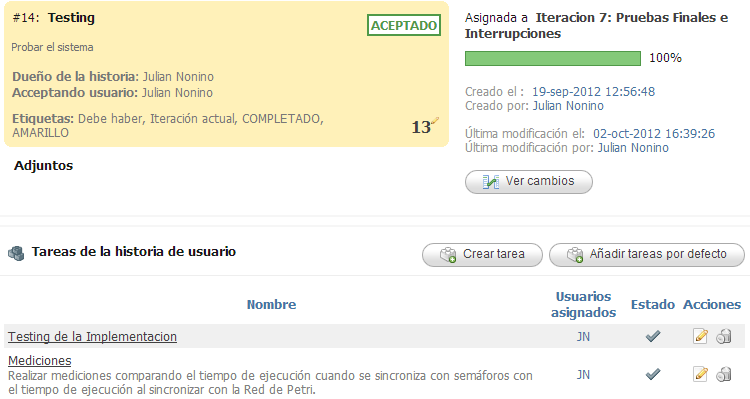 #14: Testing
ACEPTADO
Probar el sistema
Dueño de la historia: Julian Nonino
Acceptando usuario: Julian Nonino
Etiquetas: Debe haber, Iteración actual, COMPLETADO,
AMARILLO
13
Adjuntos
Asignada a Iteracion 7: Pruebas Finales e
Interrupciones
100%
Creado el : 19-sep-2012 12:56:48
Creado por: Julian Nonino
Última modificación el: 02-oct-2012 16:39:26
Última modificación por: Julian Nonino
Ver cambios
Tareas de la historia de usuario
Crear tarea
Añadir tareas por defecto
Nombre
Usuarios
asignados
Estado
Acciones
Testing de la Implementacion
JN
Mediciones
Realizar mediciones comparando el tiempo de ejecución cuando se sincroniza con semáforos con
el tiempo de ejecución al sincronizar con la Red de Petri.
JN